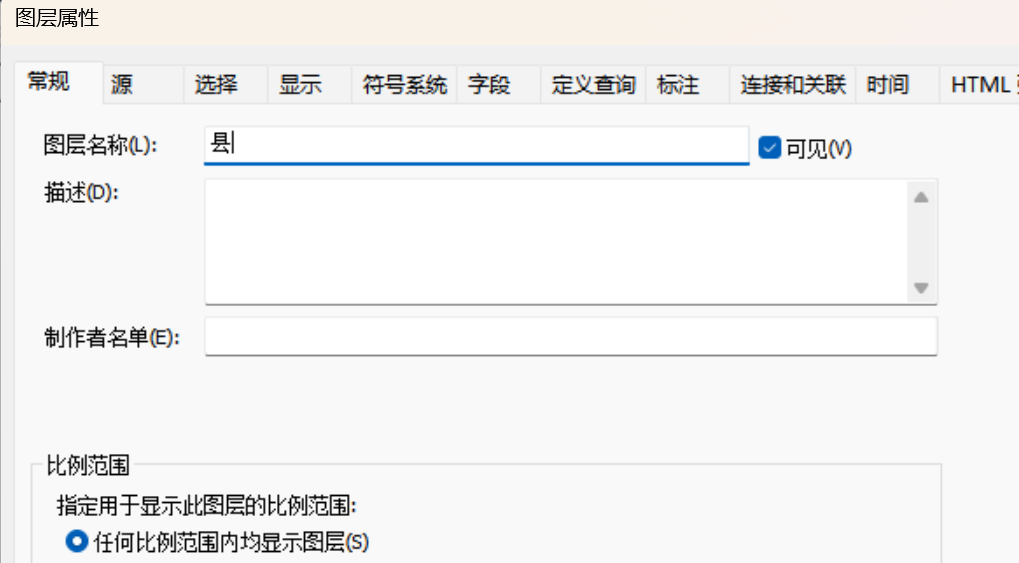 图层属性
常规 源 选择 显示 符号系统 字段 定义查询 标注 连接和关联 时间 HTML
图层名称(L): 县 可见(V)
描述(D):
制作者名单(E):
比例范围
指定用于显示此图层的比例范围:
任何比例范围内均显示图层(S)